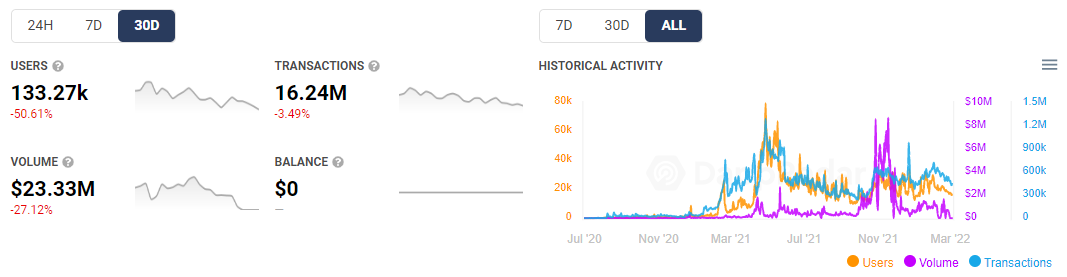 24H 7D 30D
USERS ?
133.27k
-50.61%
TRANSACTIONS ?
16.24M
-3.49%
VOLUME ?
$23.33M
-27.12%
BALANCE ?
$0
—
7D 30D ALL
HISTORICAL ACTIVITY
80k $10M 1.5M
$8M 1.2M
60k
$6M 900k
40k
$4M 600k
20k
$2M 300k
0 $0 0
Jul '20 Nov '20 Mar '21 Jul '21 Nov '21 Mar '22
Users Volume Transactions